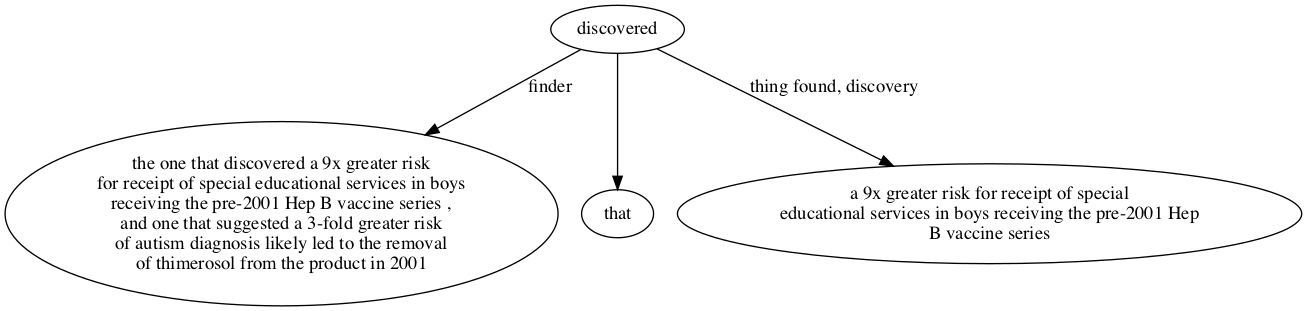 discovered
finder
thing found, discovery
the one that discovered a 9x greater risk
for receipt of special educational services in boys
receiving the pre-2001 Hep B vaccine series ,
and one that suggested a 3-fold greater risk
of autism diagnosis likely led to the removal
of thimerosol from the product in 2001
that
a 9x greater risk for receipt of special
educational services in boys receiving the pre-2001 Hep
B vaccine series